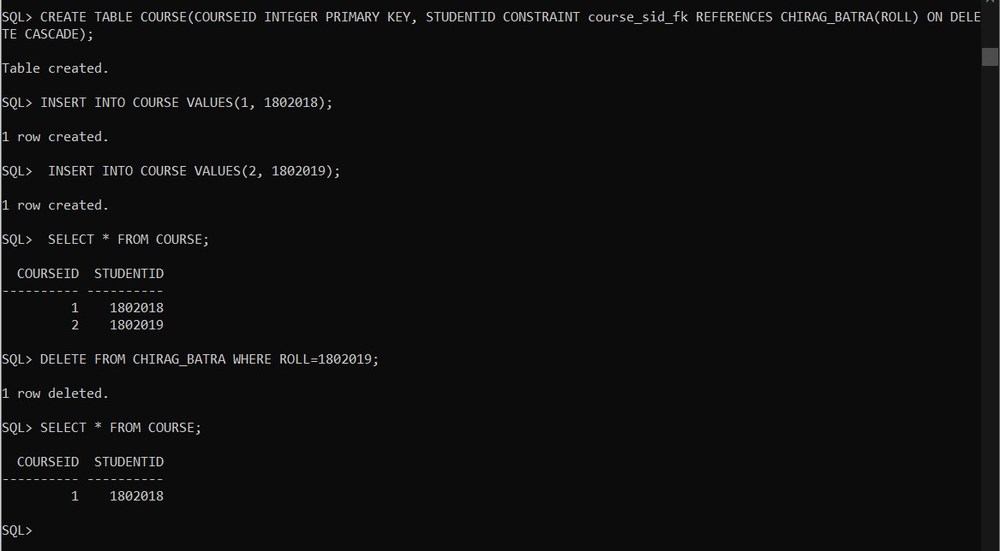 SQL> CREATE TABLE COURSE(COURSEID INTEGER PRIMARY KEY, STUDENTID CONSTRAINT course_sid_fk REFERENCES CHIRAG_BATRA(ROLL) ON DELE
TE CASCADE);
Table created.
SQL> INSERT INTO COURSE VALUES(1, 1802018);
1 row created.
SQL>  INSERT INTO COURSE VALUES(2, 1802019);
1 row created.
SQL>  SELECT * FROM COURSE;
  COURSEID  STUDENTID
---------- ----------
         1    1802018
         2    1802019
SQL> DELETE FROM CHIRAG_BATRA WHERE ROLL=1802019;
1 row deleted.
SQL> SELECT * FROM COURSE;
  COURSEID  STUDENTID
---------- ----------
         1    1802018
SQL>